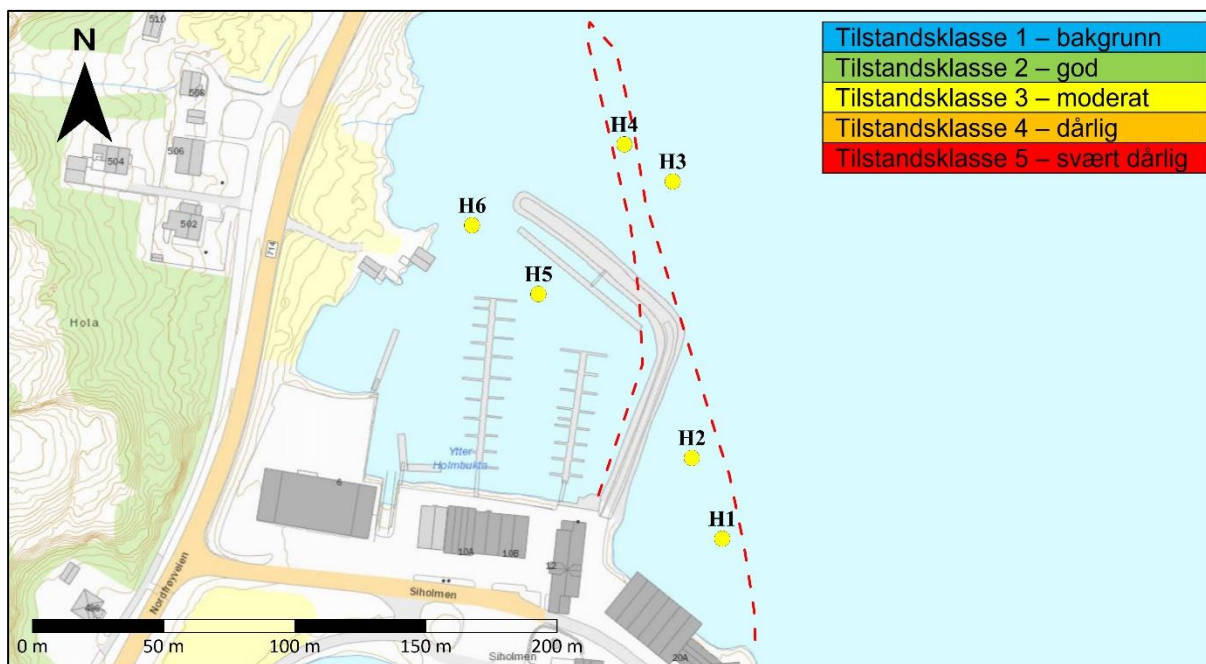 N
510
508
506
504
502
714
Hola
H4
H3
H6
H5
H2
H1
Ytter-
Holmbukta
6
10A
10B
12
20A
496
Nordfrøyveien
Siholmen
Siholmen
0 m
50 m
100 m
150 m
200 m
Tilstandsklasse 1 – bakgrunn
Tilstandsklasse 2 – god
Tilstandsklasse 3 – moderat
Tilstandsklasse 4 – dårlig
Tilstandsklasse 5 – svært dårlig